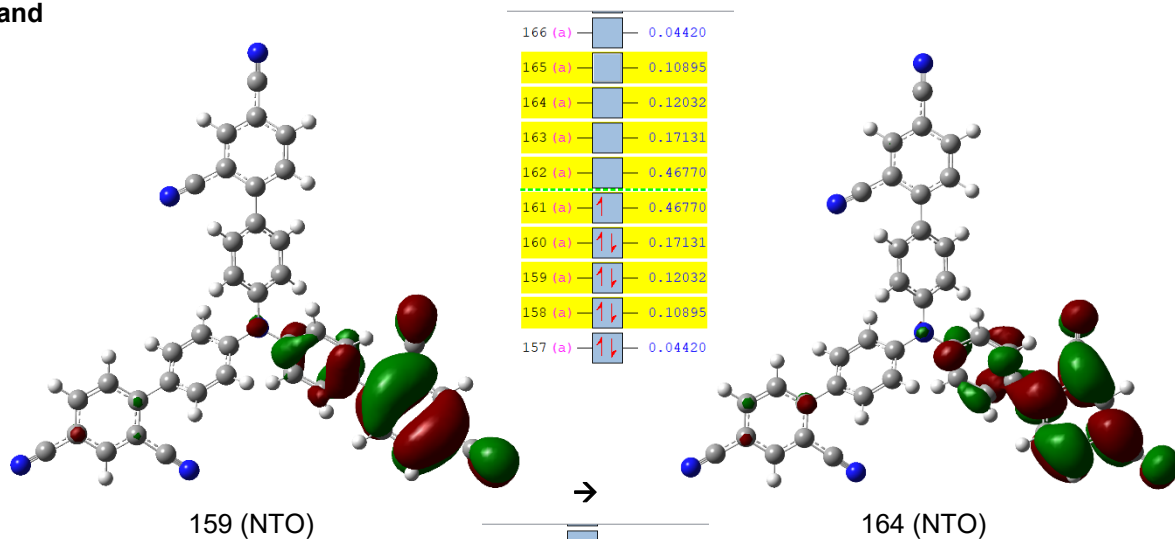 and
166 (a) 0.04420
165 (a) 0.10895
164 (a) 0.12032
163 (a) 0.17131
162 (a) 0.46770
161 (a) 0.46770
160 (a) 0.17131
159 (a) 0.12032
158 (a) 0.10895
157 (a) 0.04420
→
159 (NTO)
164 (NTO)